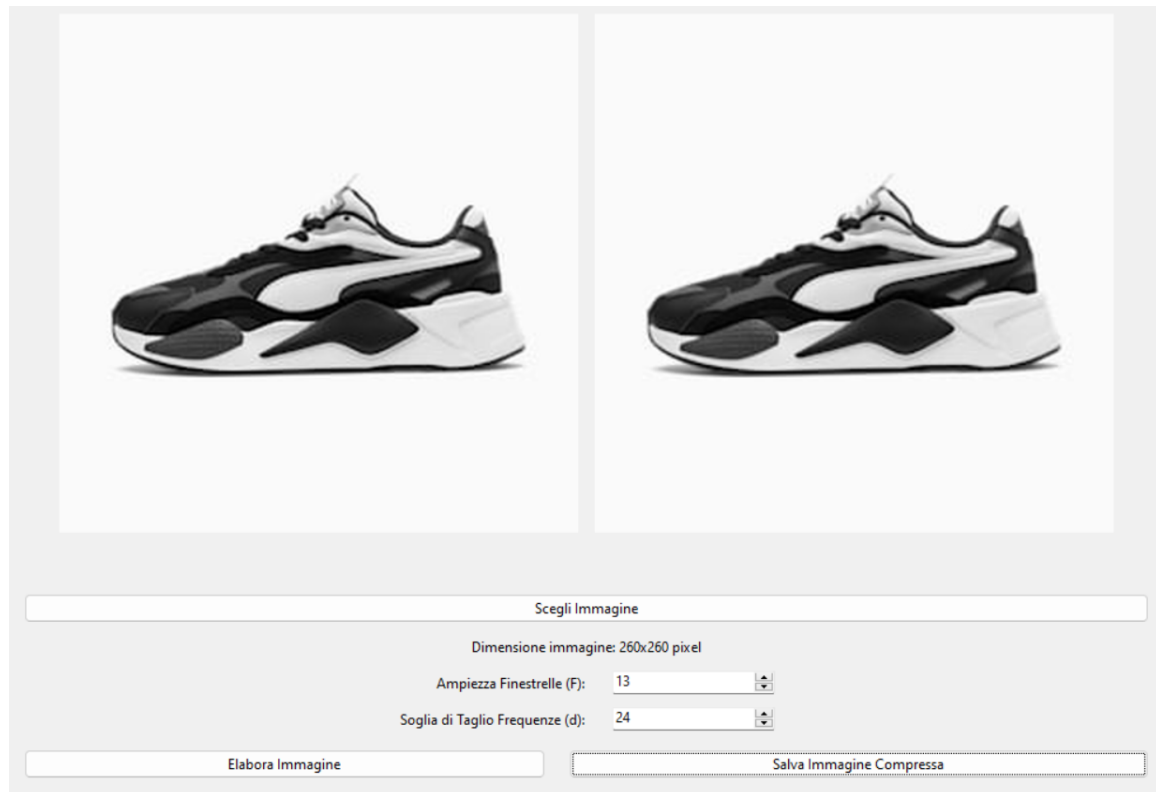 Scegli Immagine
Dimensione immagine: 260x260 pixel
Ampiezza Finestrelle (F): 13
Soglia di Taglio Frequenze (d): 24
Elabora Immagine Salva Immagine Compressa